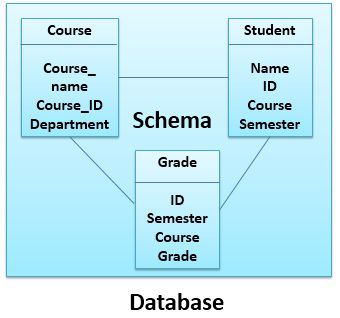 Course
Course_
name
Course_ID
Department
Student
Name
ID
Course
Semester
Schema
Grade
ID
Semester
Course
Grade
Database